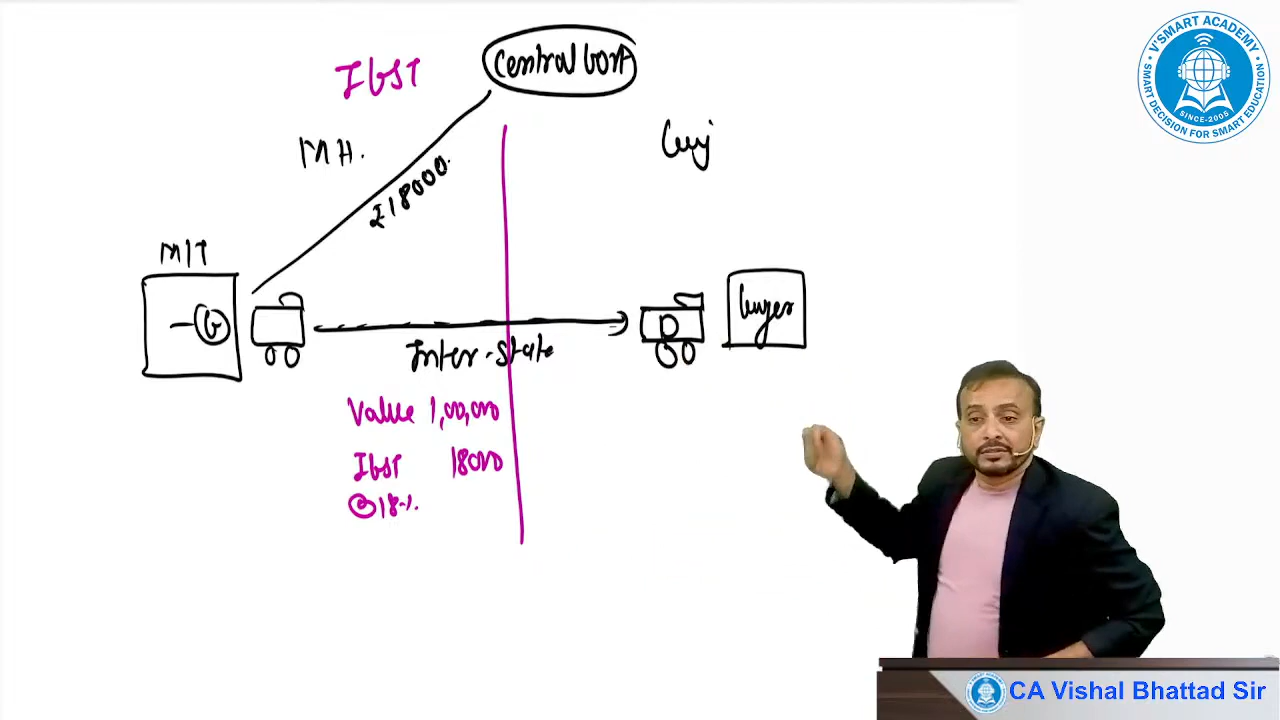 IGST
Central Govt
MH.
Guj
₹18000.
M/T
G
Buyer
Inter-State
Value 1,00,000
IGST 18000
@18%.
V'SMART ACADEMY
SMART DECISION FOR SMART EDUCATION
SINCE-2005
CA Vishal Bhattad Sir